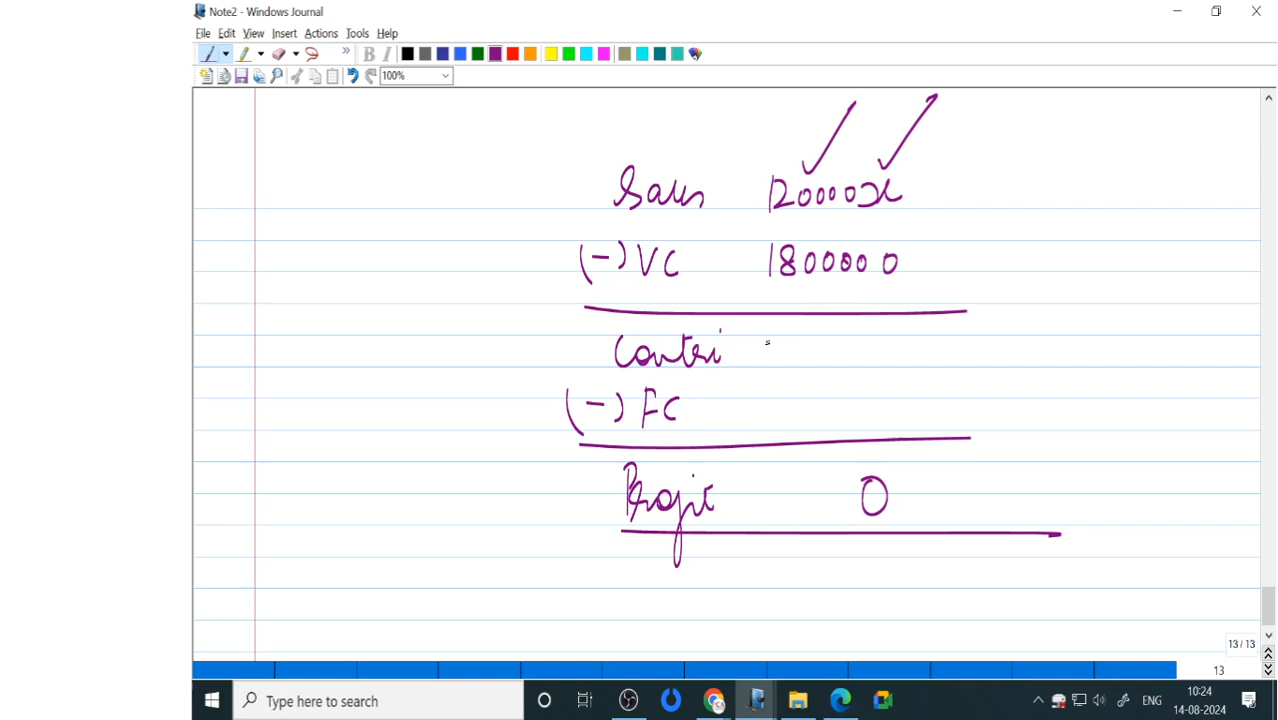 Note2 - Windows Journal
File Edit View Insert Actions Tools Help
B I
100%
Sales 12000x
(-) VC 1800000
Contri
(-) FC
Profit 0
13 / 13
13
Type here to search
ENG
10:24
14-08-2024